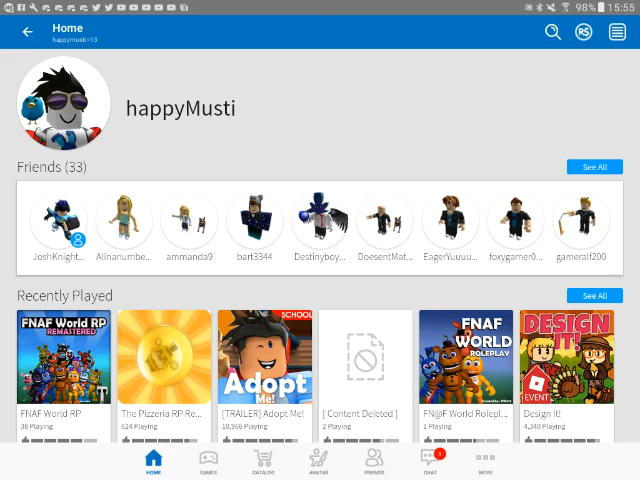 98% 15:55
Home
happymusti:<13
R$
happyMusti
Friends (33)
See All
JoshKnight...
Alinanumbe...
ammanda9
bart3344
Destinyboy...
DoesentMat...
EagerYuuuu...
foxygamer0...
gameralf200
Recently Played
See All
FNAF World RP
REMASTERED
SCHOOL
Adopt
Me!
FNAF
WORLD
ROLEPLAY
DESIGN
IT!
EVENT
FNAF World RP
The Pizzeria RP Re...
[TRAILER] Adopt Me!
[ Content Deleted ]
FN@F World Rolepl...
Design It!
38 Playing
624 Playing
10,966 Playing
2 Playing
1 Playing
4,340 Playing
1
HOME
GAMES
CATALOG
AVATAR
FRIENDS
CHAT
MORE